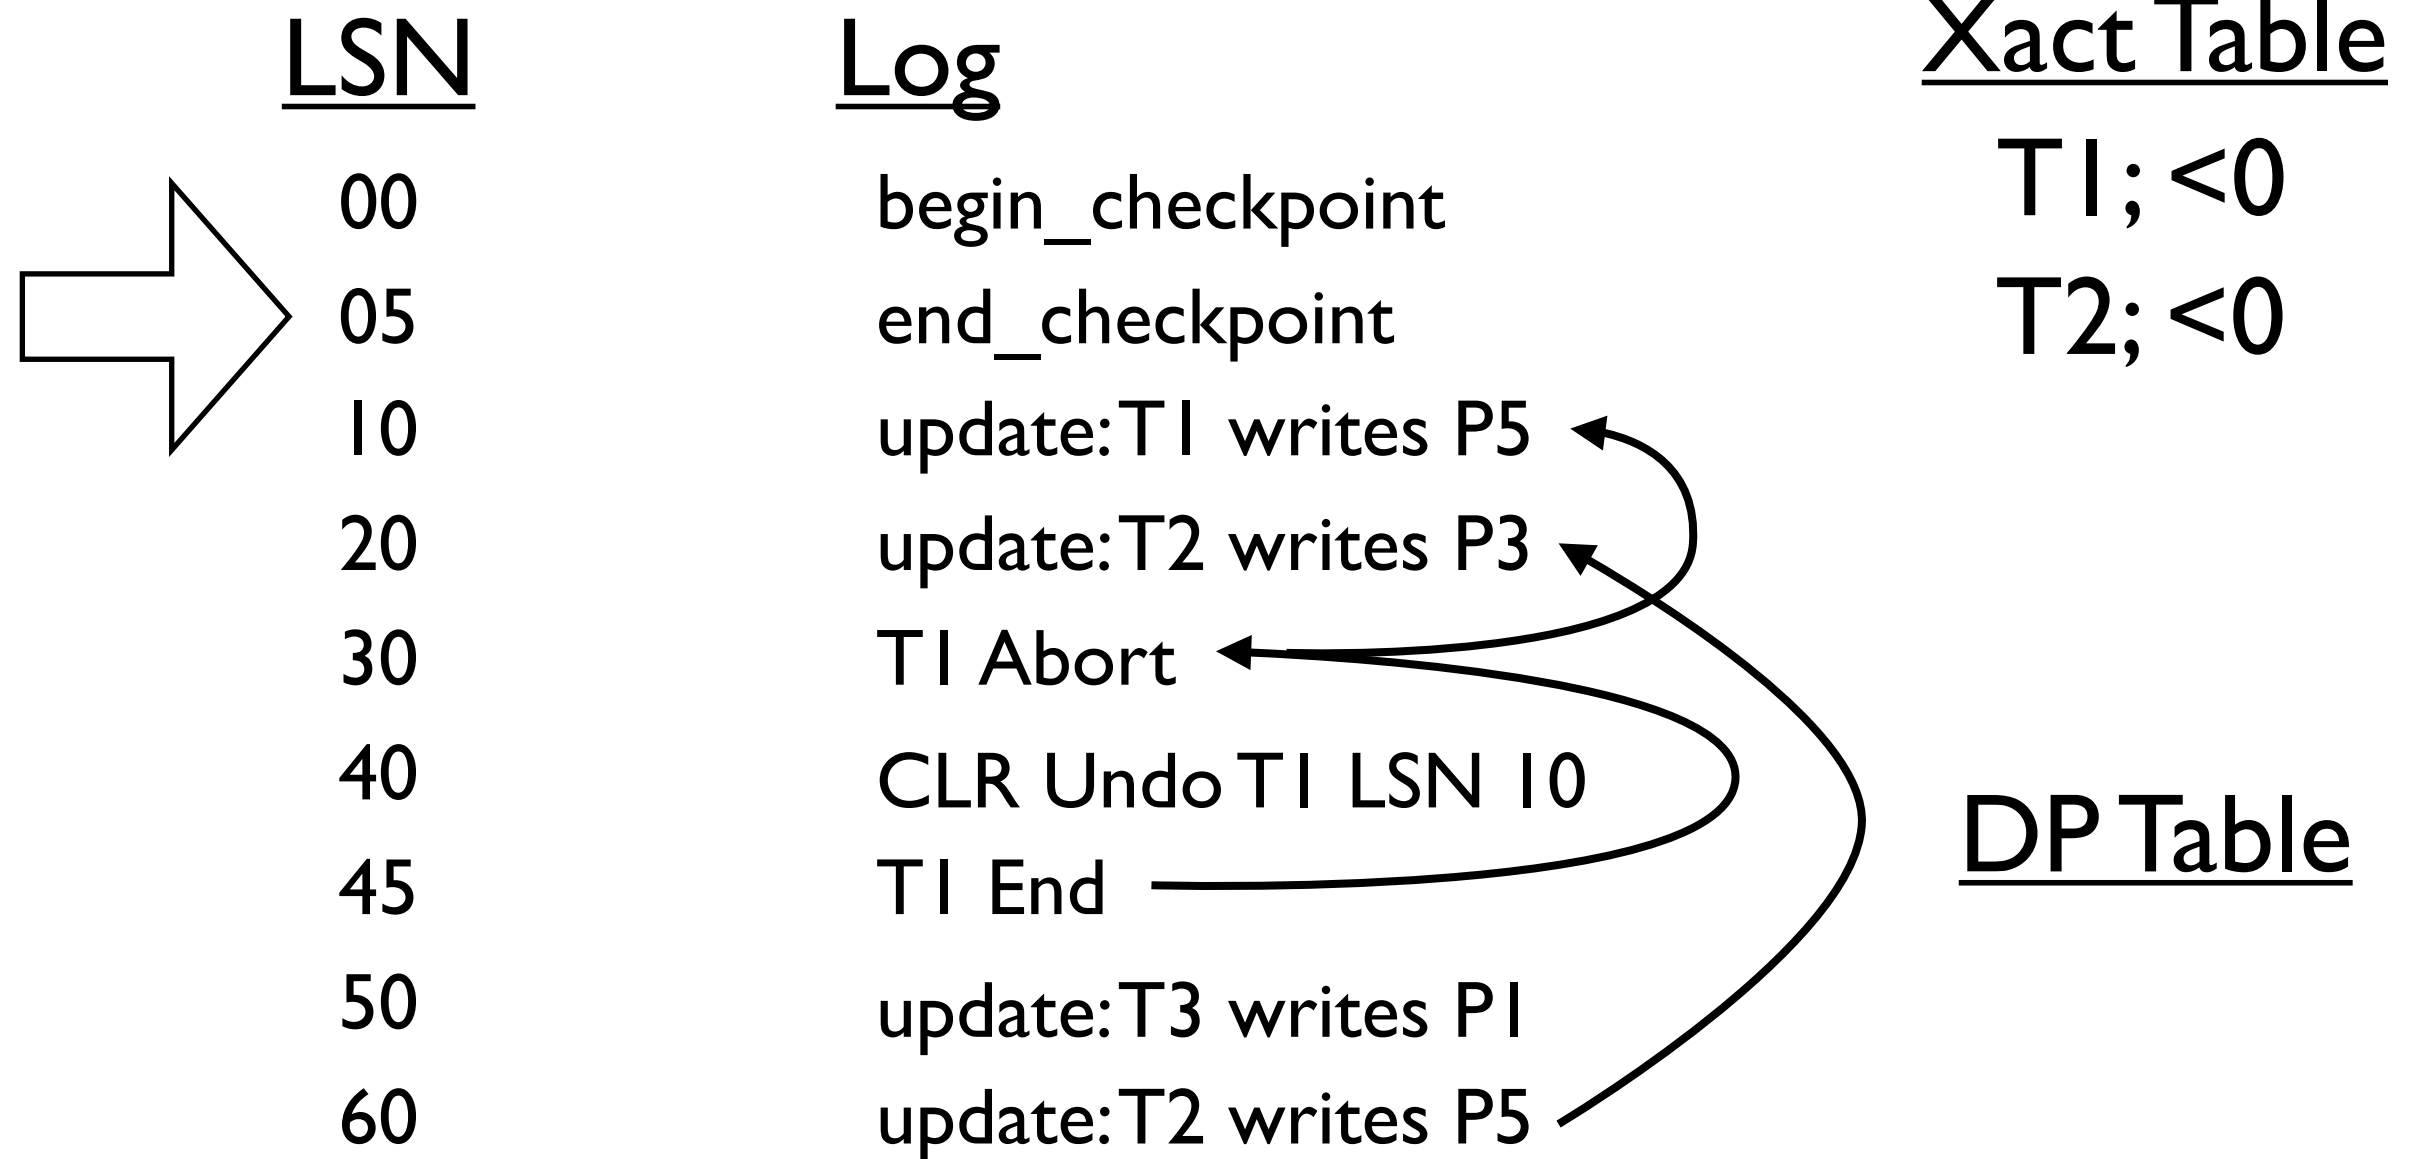 LSN Log Xact Table
T1; <0
00 begin_checkpoint
T2; <0
05 end_checkpoint
10 update: T1 writes P5
20 update: T2 writes P3
30 T1 Abort
40 CLR Undo T1 LSN 10
DP Table
45 T1 End
50 update: T3 writes P1
60 update: T2 writes P5